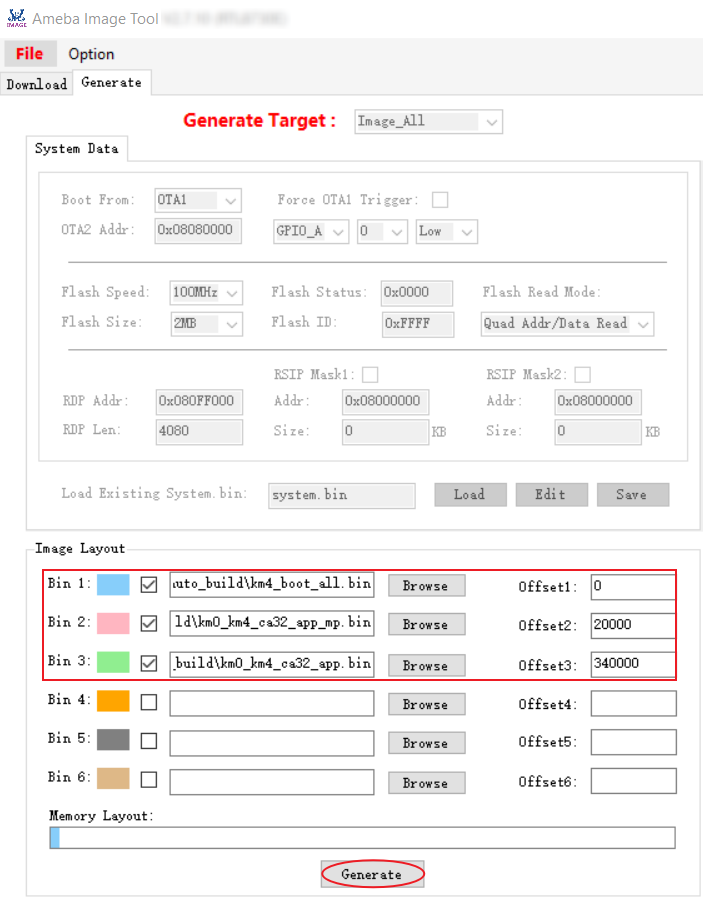 IMAGE
Ameba Image Tool
File Option
Download Generate
Generate Target : Image_All
System Data
Boot From: OTA1 Force OTA1 Trigger:
OTA2 Addr: 0x08080000 GPIO_A 0 Low
Flash Speed: 100MHz Flash Status: 0x0000 Flash Read Mode:
Flash Size: 2MB Flash ID: 0xFFFF Quad Addr/Data Read
RSIP Mask1: RSIP Mask2:
RDP Addr: 0x080FF000 Addr: 0x08000000 Addr: 0x08000000
RDP Len: 4080 Size: 0 KB Size: 0 KB
Load Existing System.bin: system.bin Load Edit Save
Image Layout
Bin 1: uto_build\km4_boot_all.bin Browse Offset1: 0
Bin 2: ld\km0_km4_ca32_app_mp.bin Browse Offset2: 20000
Bin 3: _build\km0_km4_ca32_app.bin Browse Offset3: 340000
Bin 4: Browse Offset4:
Bin 5: Browse Offset5:
Bin 6: Browse Offset6:
Memory Layout:
Generate